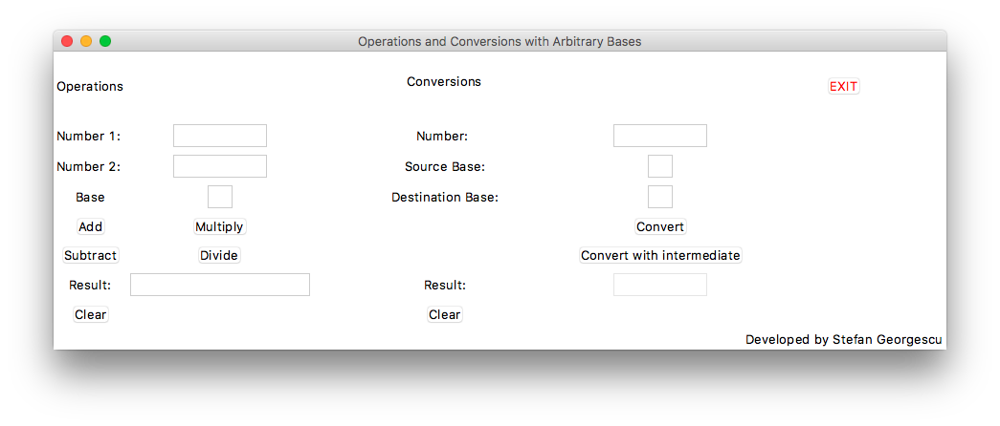 Operations and Conversions with Arbitrary Bases
Operations
Conversions
EXIT
Number 1:
Number:
Number 2:
Source Base:
Base
Destination Base:
Add
Multiply
Convert
Subtract
Divide
Convert with intermediate
Result:
Result:
Clear
Clear
Developed by Stefan Georgescu